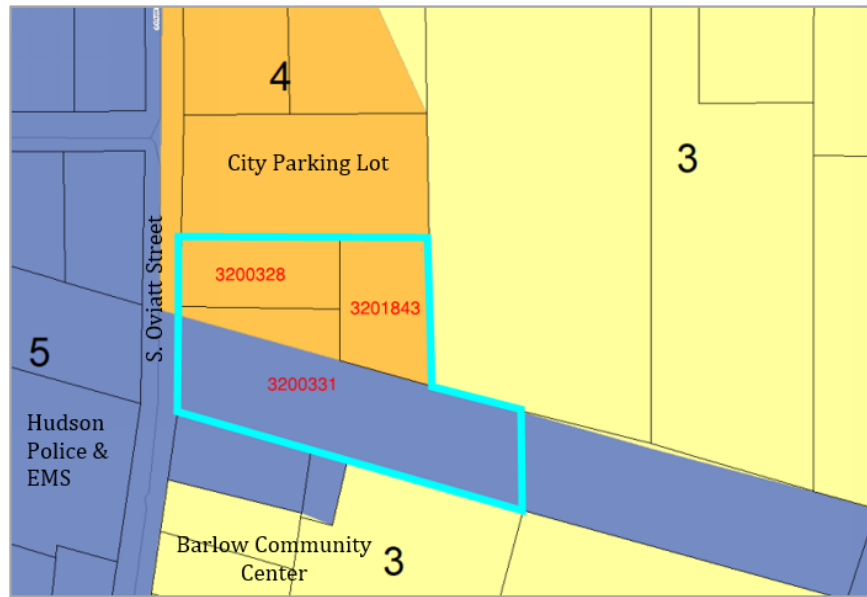 4
City Parking Lot
3
3200328
3201843
S. Oviatt Street
5
3200331
Hudson
Police &
EMS
Barlow Community
Center
3